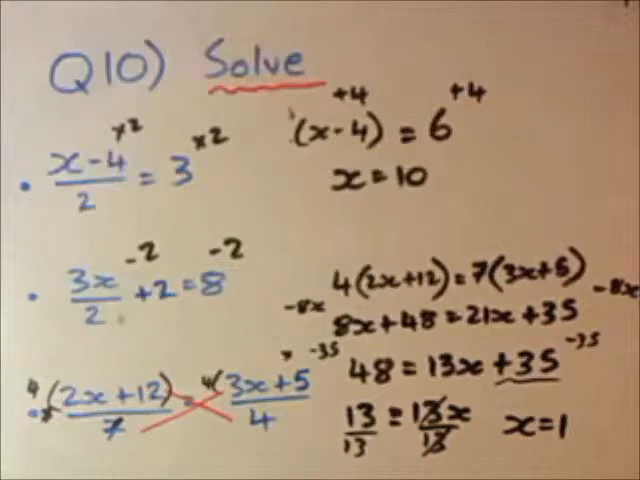 Q10) Solve
×2 ×2
x-4/2 = 3
+4 +4
(x-4) = 6
x = 10
-2 -2
3x/2 +2 = 8
4(2x+12)/7 = 4(3x+5/4
4(2x+12) = 7(3x+5)
-8x 8x+48 = 21x+35 -8x
-35 48 = 13x +35 -35
13/13 = 13x/13 x=1